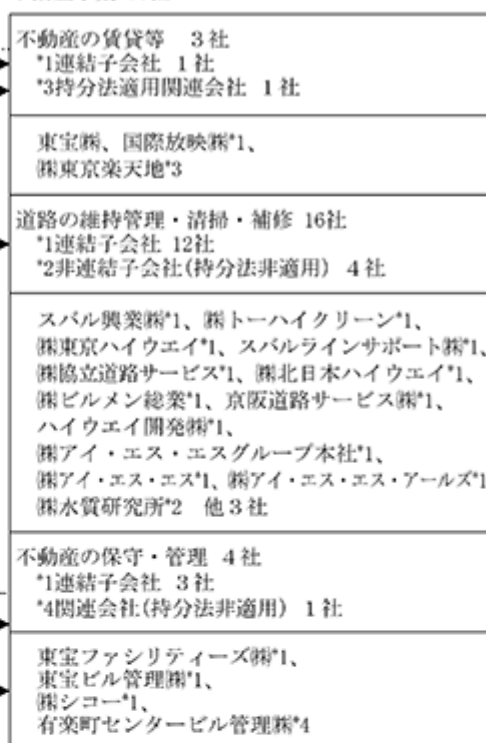 不動産の賃貸等　3社
*1連結子会社 1社
*3持分法適用関連会社 1社
東宝㈱、国際放映㈱*1、
㈱東京楽天地*3
道路の維持管理・清掃・補修 16社
*1連結子会社 12社
*2非連結子会社(持分法非適用) 4社
スバル興業㈱*1、㈱トーハイクリーン*1、
㈱東京ハイウエイ*1、スバルラインサポート㈱*1、
㈱協立道路サービス*1、㈱北日本ハイウエイ*1、
㈱ビルメン総業*1、京阪道路サービス㈱*1、
ハイウエイ開発㈱*1、
㈱アイ・エス・エスグループ本社*1、
㈱アイ・エス・エス*1、㈱アイ・エス・エス・アールズ*1
㈱水質研究所*2　他3社
不動産の保守・管理 4社
*1連結子会社 3社
*4関連会社(持分法非適用) 1社
東宝ファシリティーズ㈱*1、
東宝ビル管理㈱*1、
㈱シコー*1、
有楽町センタービル管理㈱*4